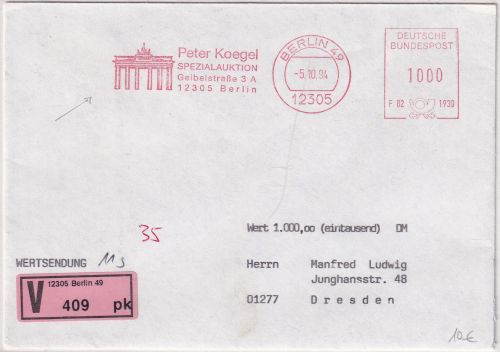 Peter Koegel
SPEZIALAUKTION
Geibelstraße 3 A
12305 Berlin
BERLIN 49
-5.10.94
12305
DEUTSCHE
BUNDESPOST
1000
F 82 1930
35
Wert 1.000,oo (eintausend) DM
WERTSENDUNG
Herrn Manfred Ludwig
Junghansstr. 48
01277 Dresden
V 12305 Berlin 49
409 pk
10€